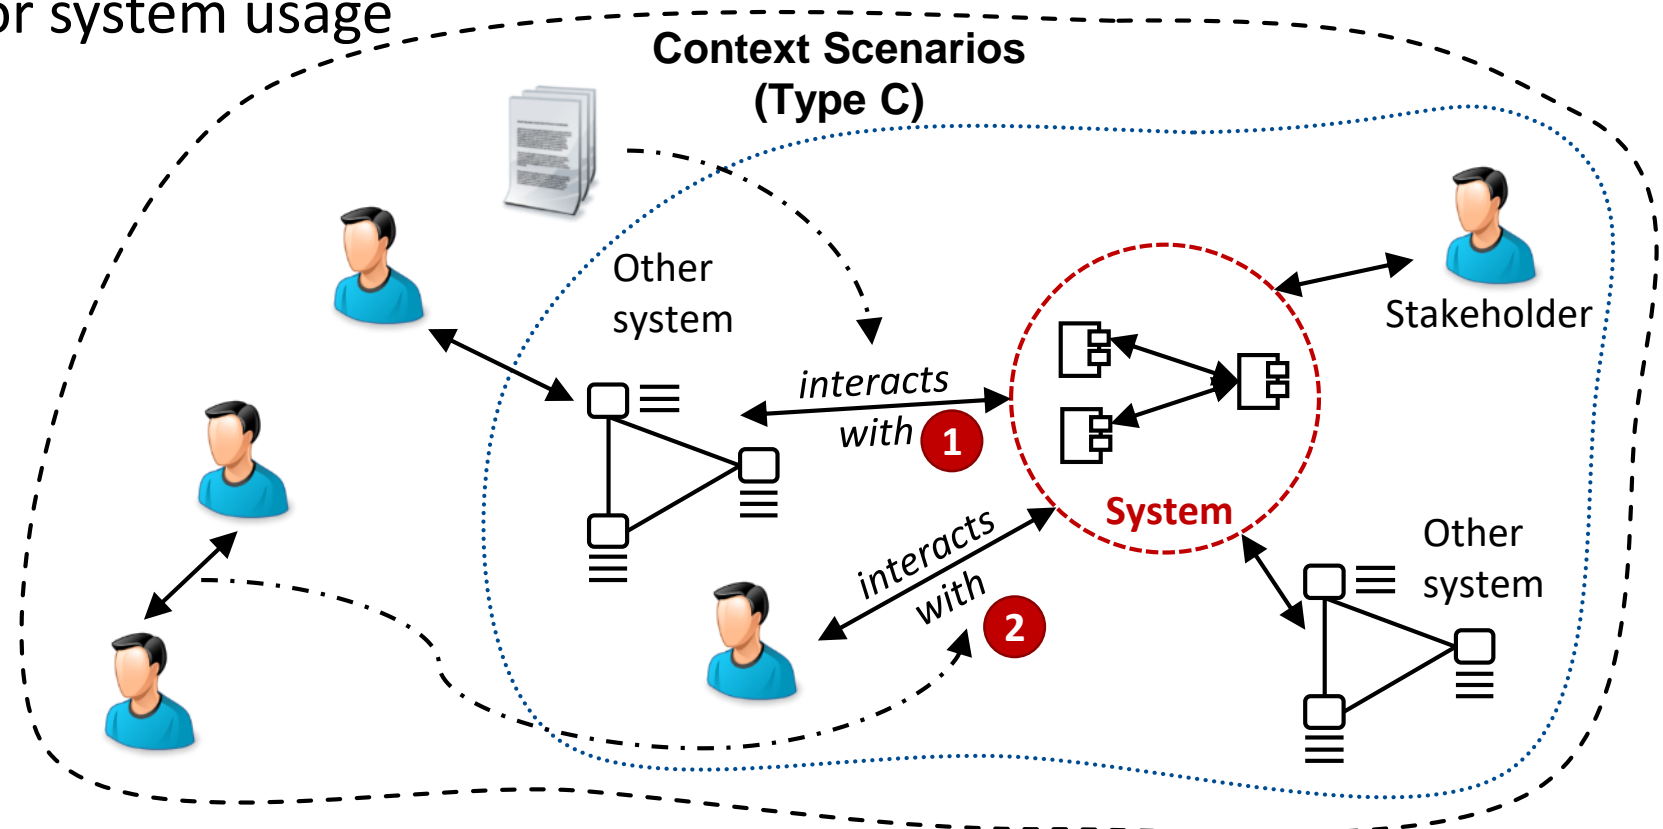 or system usage
Context Scenarios
(Type C)
Other
system
Stakeholder
interacts
with
1
System
interacts
with
2
Other
system